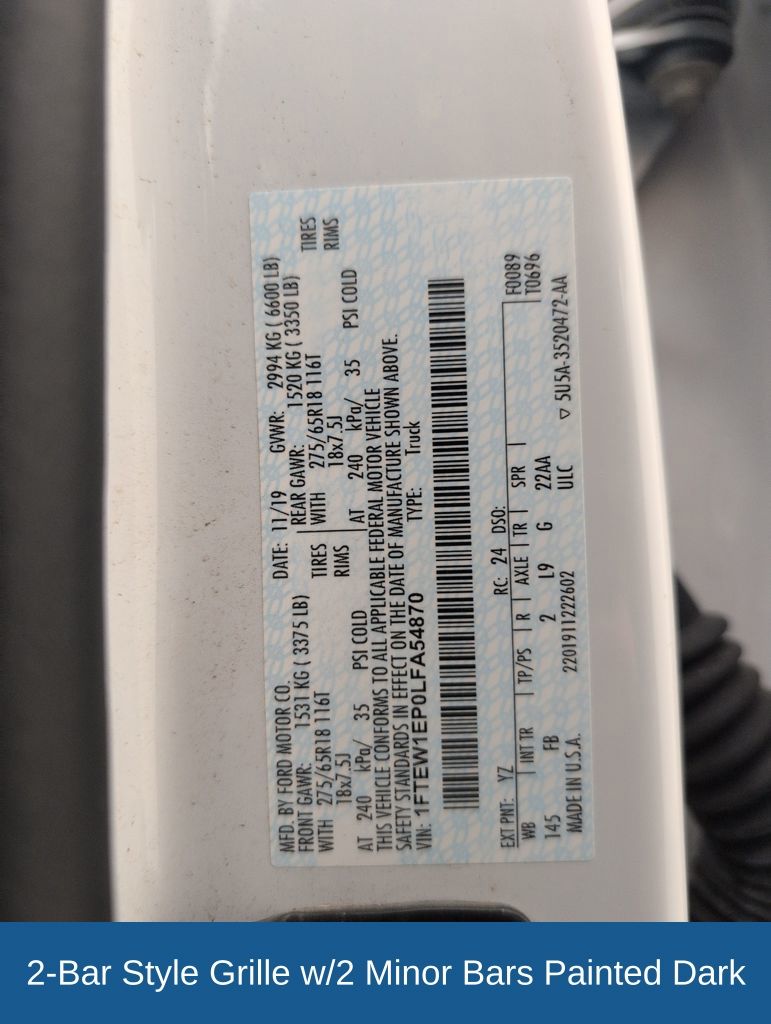 MFD. BY FORD MOTOR CO. DATE: 11/19 GVWR: 2994 KG ( 6600 LB)
FRONT GAWR: 1531 KG ( 3375 LB) REAR GAWR: 1520 KG ( 3350 LB)
WITH 275/65R18 116T TIRES WITH 275/65R18 116T TIRES
18x7.5J RIMS 18x7.5J RIMS
AT 240 kPa/ 35 PSI COLD AT 240 kPa/ 35 PSI COLD
THIS VEHICLE CONFORMS TO ALL APPLICABLE FEDERAL MOTOR VEHICLE
SAFETY STANDARDS IN EFFECT ON THE DATE OF MANUFACTURE SHOWN ABOVE.
VIN: 1FTEW1EP0LFA54870 TYPE: Truck
EXT PNT: YZ RC: 24 DSO: F0089
WB INT TR TP/PS R AXLE TR SPR T0696
145 FB 2 L9 G 22AA
MADE IN U.S.A. 2201911222602 ULC ▽ 5U5A-3520472-AA
2-Bar Style Grille w/2 Minor Bars Painted Dark